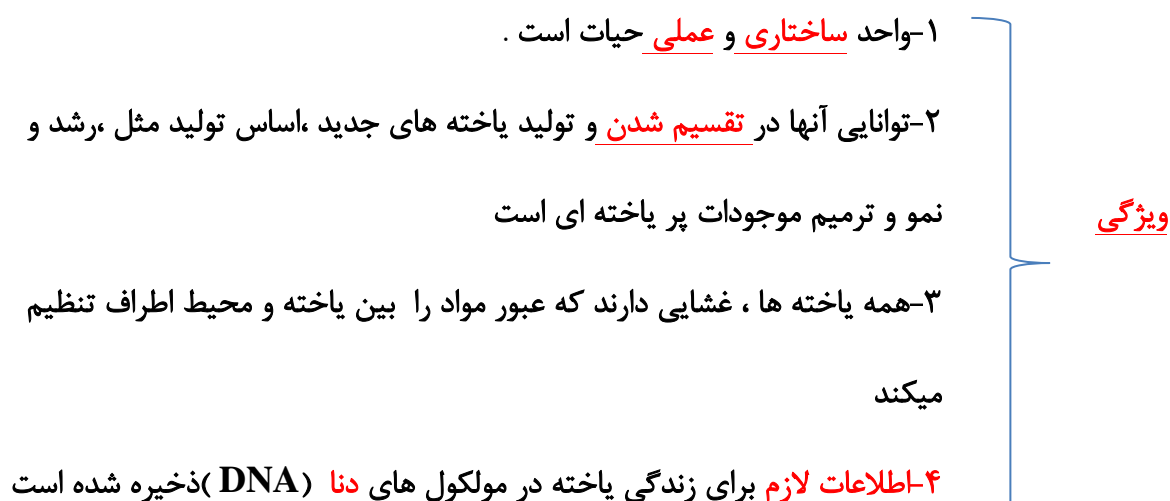 ۱-واحد ساختاری و عملی حیات است .
۲-توانایی آنها در تقسیم شدن و تولید یاخته های جدید ،اساس تولید مثل ،رشد و
نمو و ترمیم موجودات پر یاخته ای است
ویژگی
۳-همه یاخته ها ، غشایی دارند که عبور مواد را بین یاخته و محیط اطراف تنظیم
میکند
۴-اطلاعات لازم برای زندگی یاخته در مولکول های دنا (DNA )ذخیره شده است